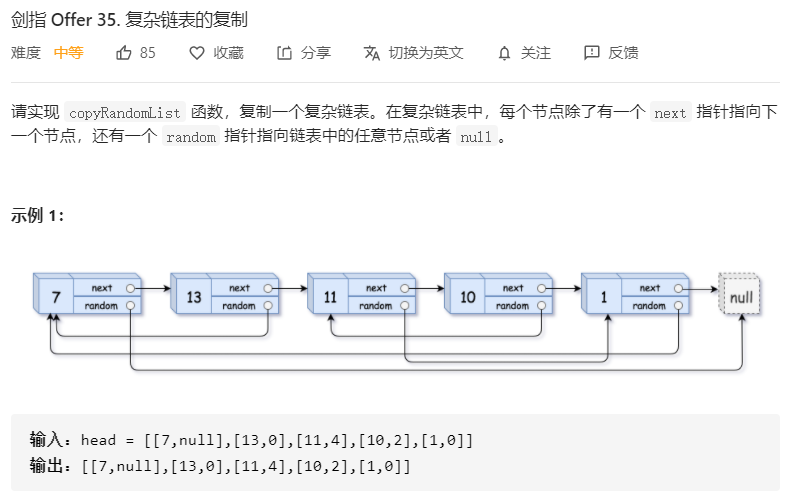 剑指 Offer 35. 复杂链表的复制
难度 中等 85 收藏 分享 切换为英文 关注 反馈
请实现 copyRandomList 函数，复制一个复杂链表。在复杂链表中，每个节点除了有一个 next 指针指向下
一个节点，还有一个 random 指针指向链表中的任意节点或者 null 。
示例 1：
7 next random 13 next random 11 next random 10 next random 1 next random null
输入：head = [[7,null],[13,0],[11,4],[10,2],[1,0]]
输出：[[7,null],[13,0],[11,4],[10,2],[1,0]]